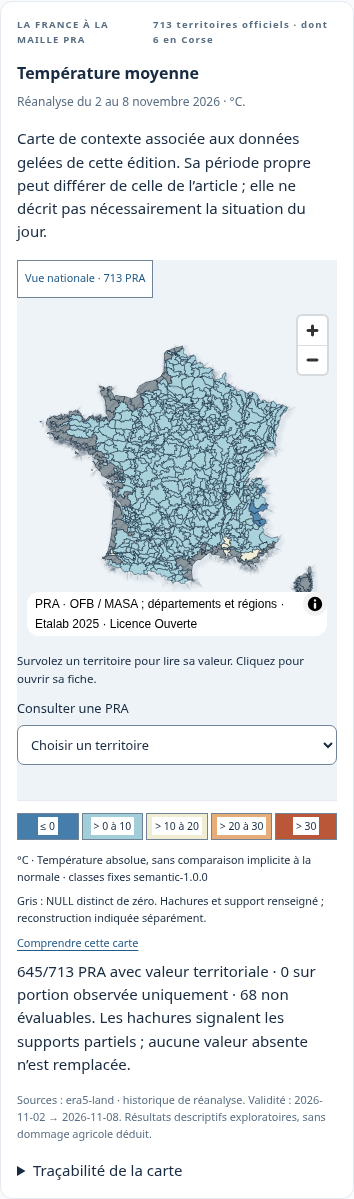 LA FRANCE À LA
MAILLE PRA
713 territoires officiels · dont
6 en Corse
Température moyenne
Réanalyse du 2 au 8 novembre 2026 · °C.
Carte de contexte associée aux données
gelées de cette édition. Sa période propre
peut différer de celle de l’article ; elle ne
décrit pas nécessairement la situation du
jour.
Vue nationale · 713 PRA
+
−
PRA · OFB / MASA ; départements et régions ·
Etalab 2025 · Licence Ouverte
Survolez un territoire pour lire sa valeur. Cliquez pour
ouvrir sa fiche.
Consulter une PRA
Choisir un territoire
≤ 0
> 0 à 10
> 10 à 20
> 20 à 30
> 30
°C · Température absolue, sans comparaison implicite à la
normale · classes fixes semantic-1.0.0
Gris : NULL distinct de zéro. Hachures et support renseigné ;
reconstruction indiquée séparément.
Comprendre cette carte
645/713 PRA avec valeur territoriale · 0 sur
portion observée uniquement · 68 non
évaluables. Les hachures signalent les
supports partiels ; aucune valeur absente
n’est remplacée.
Sources : era5-land · historique de réanalyse. Validité : 2026-
11-02 → 2026-11-08. Résultats descriptifs exploratoires, sans
dommage agricole déduit.
Traçabilité de la carte